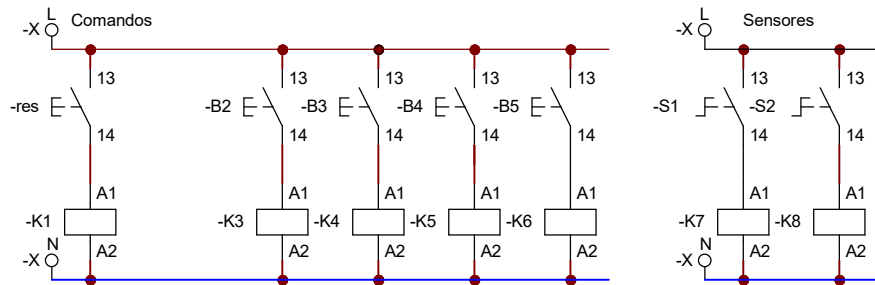 L Comandos L Sensores
-X -X
13 13 13 13 13 13 13
-res -B2 -B3 -B4 -B5 -S1 -S2
14 14 14 14 14 14 14
A1 A1 A1 A1 A1 A1 A1
-K1 -K3 -K4 -K5 -K6 -K7 -K8
N A2 A2 A2 A2 A2 N A2 A2
-X -X